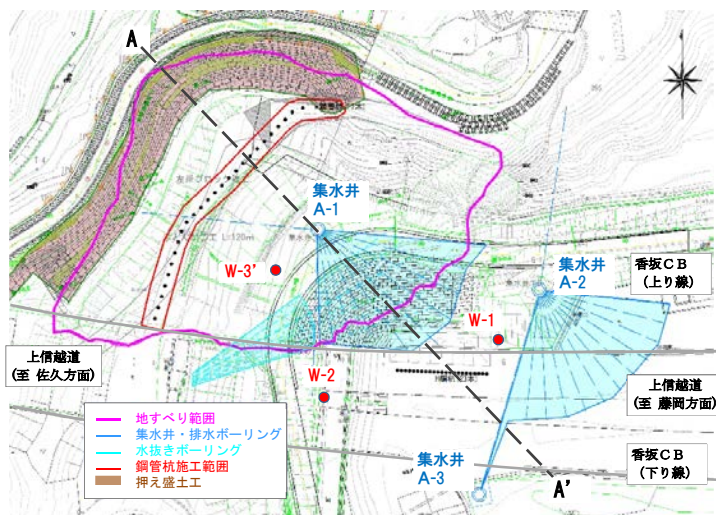 A
集水井
A-1
W-3'
集水井
A-2
香坂CB
(上り線)
W-1
上信越道
(至 佐久方面)
W-2
上信越道
(至 藤岡方面)
地すべり範囲
集水井・排水ボーリング
水抜きボーリング
鋼管杭施工範囲
押え盛土工
集水井
A-3
A'
香坂CB
(下り線)